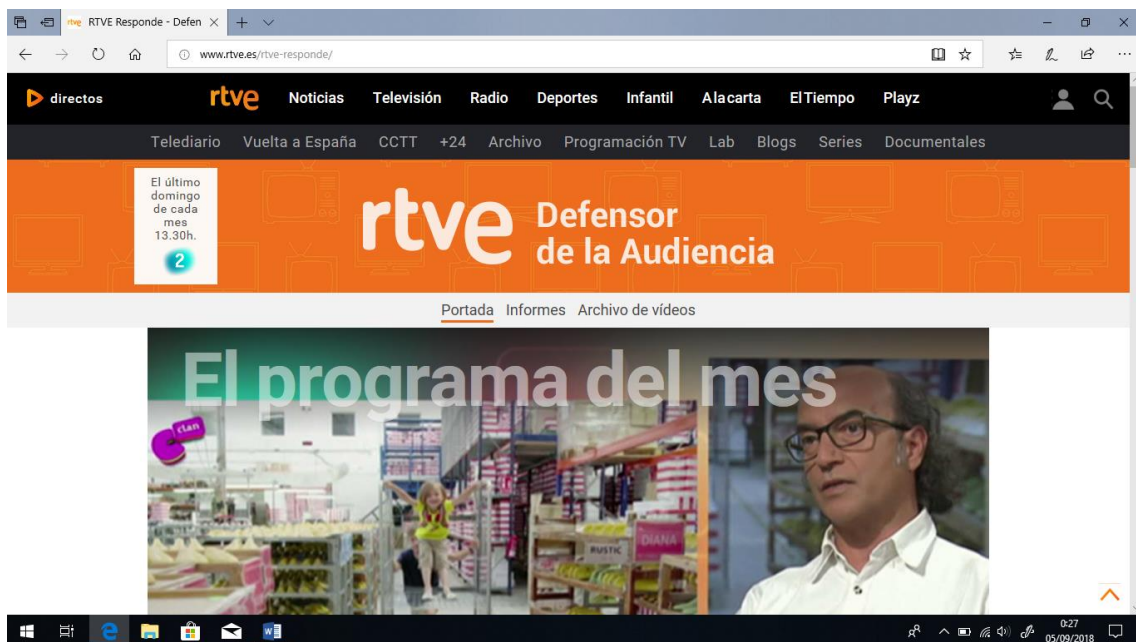 rtve RTVE Responde - Defen
www.rtve.es/rtve-responde/
directos
rtve Noticias Televisión Radio Deportes Infantil A la carta El Tiempo Playz
Telediario Vuelta a España CCTT +24 Archivo Programación TV Lab Blogs Series Documentales
El último
domingo
de cada
mes
13.30h.
2
rtve Defensor
de la Audiencia
Portada Informes Archivo de vídeos
El programa del mes
clan
RUSTIC
DIANA
0:27
05/09/2018